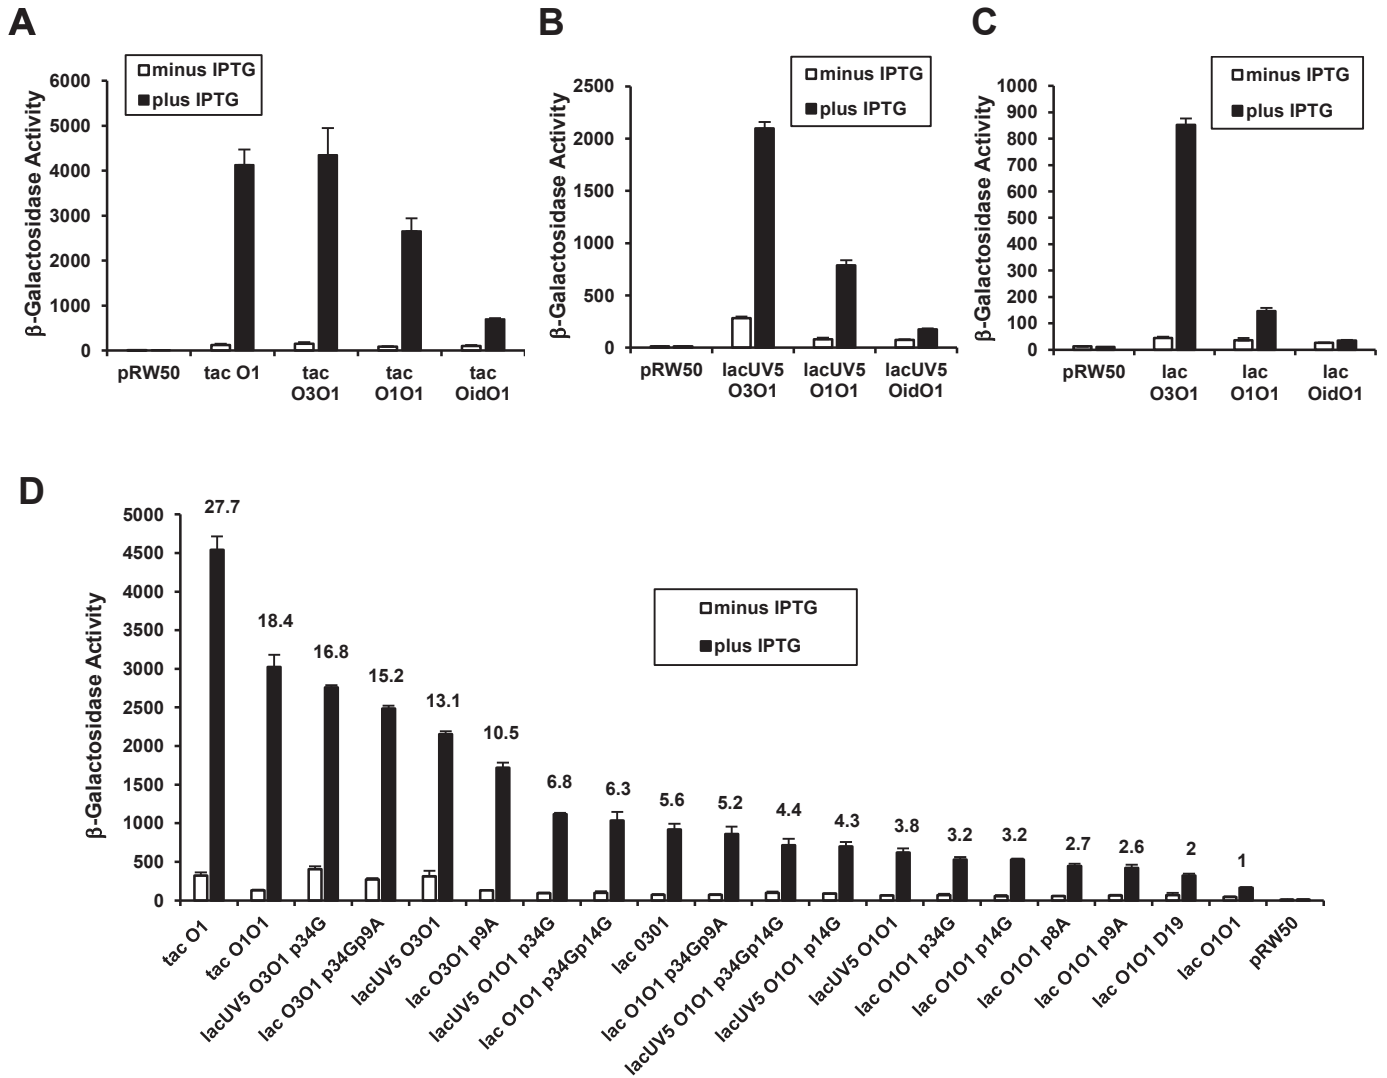 A
minus IPTG
plus IPTG
β-Galactosidase Activity
6000
5000
4000
3000
2000
1000
0
pRW50
tac O1
tac
O3O1
tac
O1O1
tac
OidO1
B
minus IPTG
plus IPTG
β-Galactosidase Activity
2500
2000
1500
1000
500
0
pRW50
lacUV5
O3O1
lacUV5
O1O1
lacUV5
OidO1
C
minus IPTG
plus IPTG
β-Galactosidase Activity
1000
900
800
700
600
500
400
300
200
100
0
pRW50
lac
O3O1
lac
O1O1
lac
OidO1
D
minus IPTG
plus IPTG
β-Galactosidase Activity
5000
4500
4000
3500
3000
2500
2000
1500
1000
500
0
27.7
18.4
16.8
15.2
13.1
10.5
6.8
6.3
5.6
5.2
4.4
4.3
3.8
3.2
3.2
2.7
2.6
2
1
tac O1
tac O1O1
lacUV5 O3O1 p34G
lac O3O1 p34Gp9A
lacUV5 O3O1
lac O3O1 p9A
lacUV5 O1O1 p34G
lac O1O1 p34Gp14G
lac 0301
lac O1O1 p34Gp9A
lacUV5 O1O1 p34Gp14G
lacUV5 O1O1 p14G
lacUV5 O1O1
lac O1O1 p34G
lac O1O1 p14G
lac O1O1 p8A
lac O1O1 p9A
lac O1O1 D19
lac O1O1
pRW50